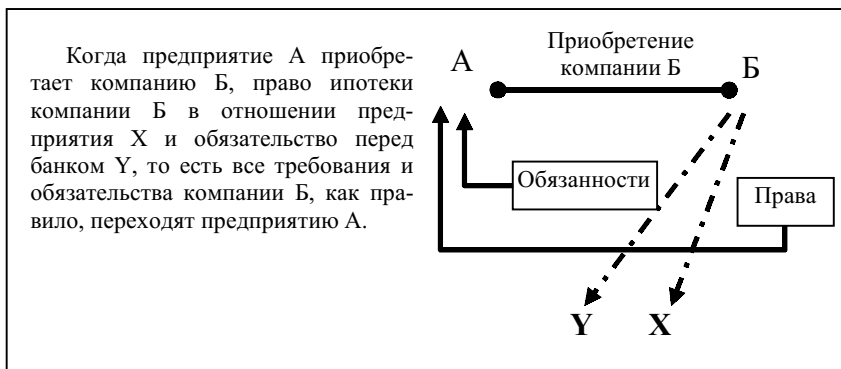 Когда предприятие А приобре-
тает компанию Б, право ипотеки
компании Б в отношении пред-
приятия X и обязательство перед
банком Y, то есть все требования и
обязательства компании Б, как пра-
вило, переходят предприятию А.
А
Приобретение
компании Б
Б
Обязанности
Права
Y
X